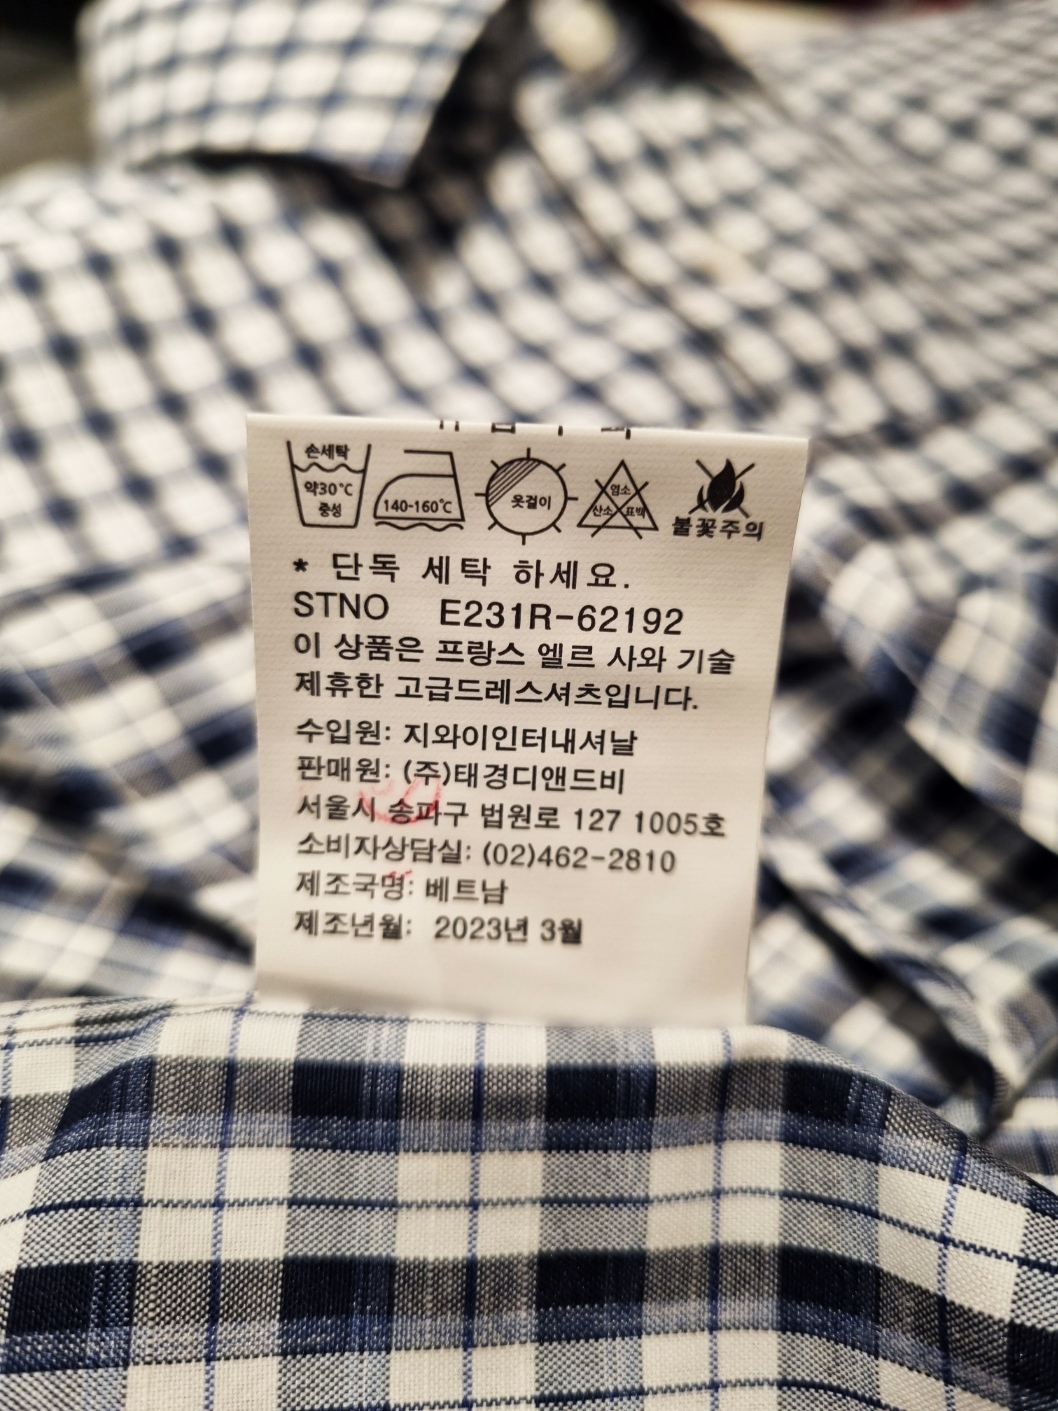 손세탁
약30℃
중성
140-160℃
옷걸이
염소
산소 표백
불꽃주의
* 단독 세탁 하세요.
STNO E231R-62192
이 상품은 프랑스 엘르 사와 기술
제휴한 고급드레스셔츠입니다.
수입원: 지와이인터내셔날
판매원: (주)태경디앤드비
서울시 송파구 법원로 127 1005호
소비자상담실: (02)462-2810
제조국명: 베트남
제조년월: 2023년 3월